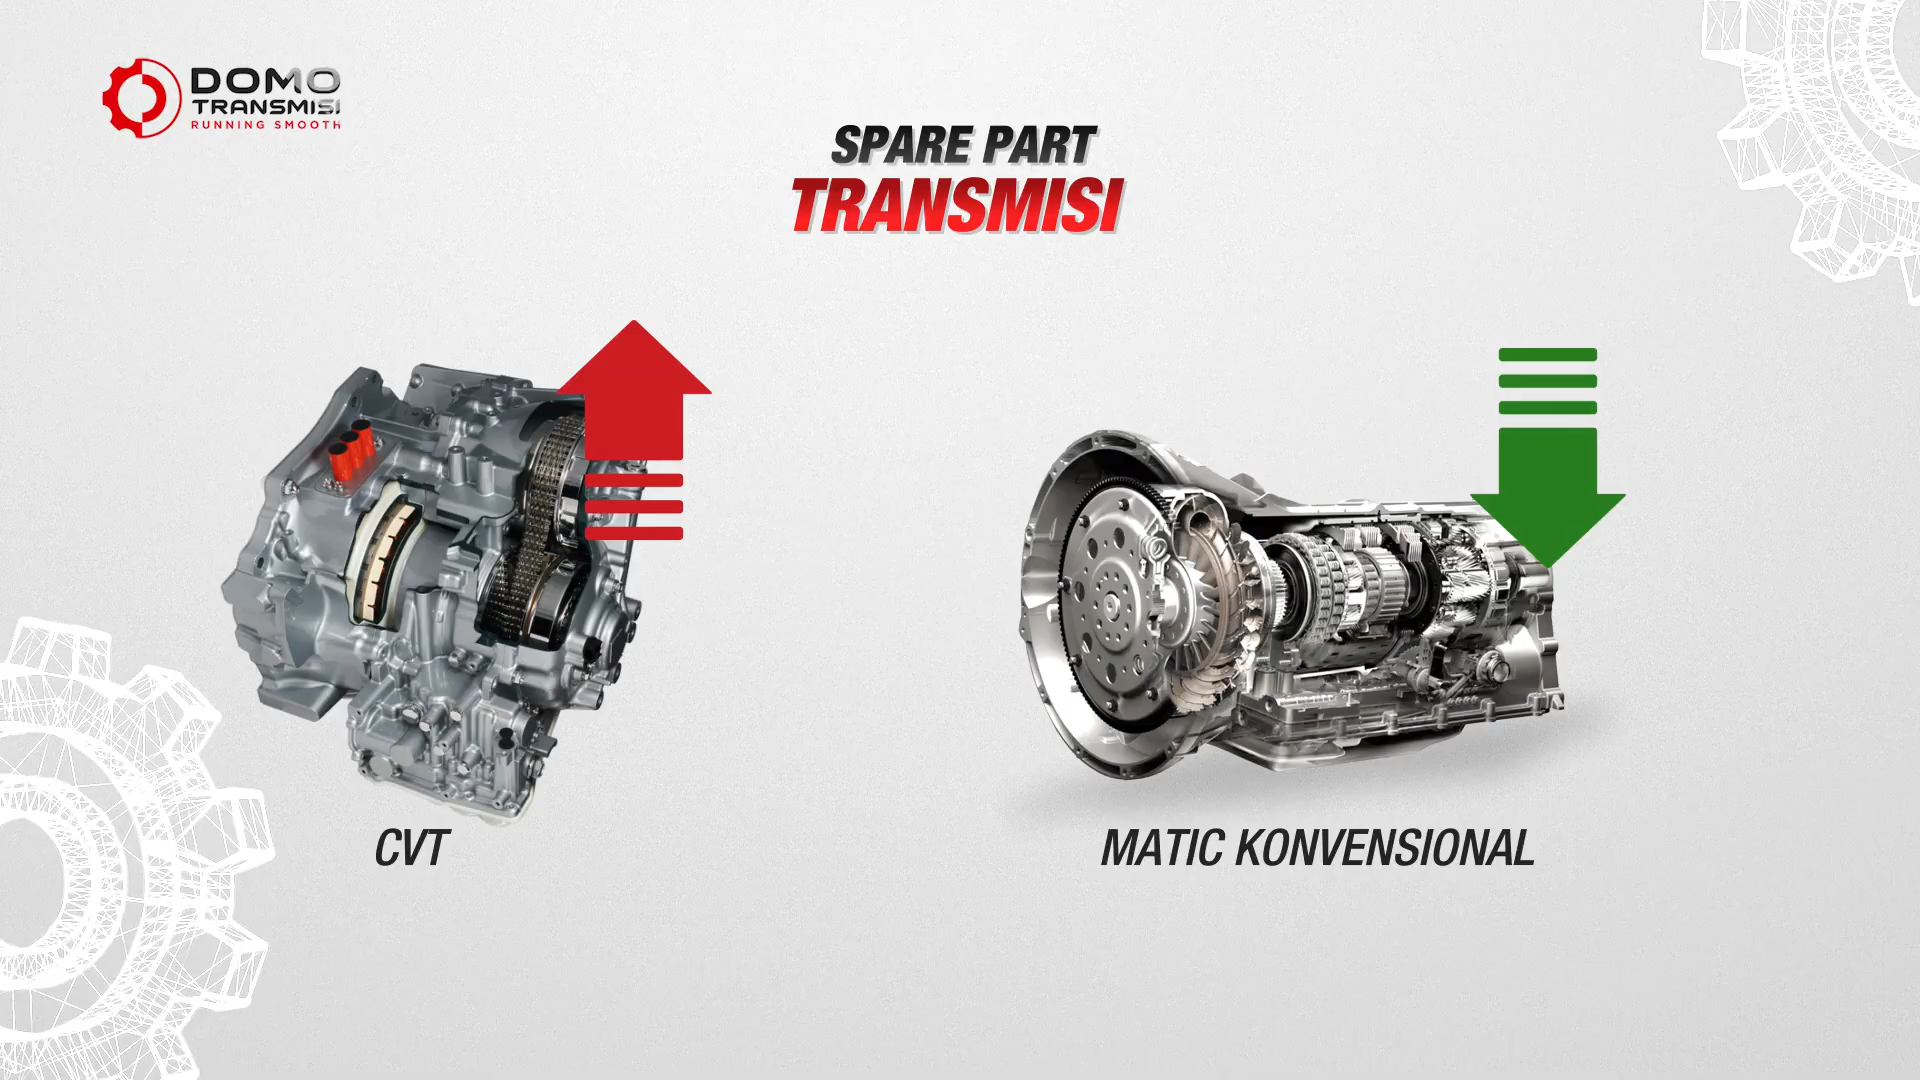 DOMO
TRANSMISI
RUNNING SMOOTH
SPARE PART
TRANSMISI
CVT
MATIC KONVENSIONAL